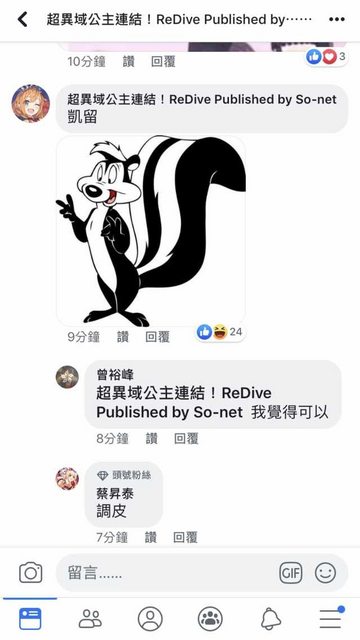 超異域公主連結！ReDive Published by……
10分鐘 讚 回覆 3
超異域公主連結！ReDive Published by So-net
凱留
9分鐘 讚 回覆 24
曾裕峰
超異域公主連結！ReDive
Published by So-net 我覺得可以
8分鐘 讚 回覆
頭號粉絲
蔡昇泰
調皮
7分鐘 讚 回覆
留言…… GIF